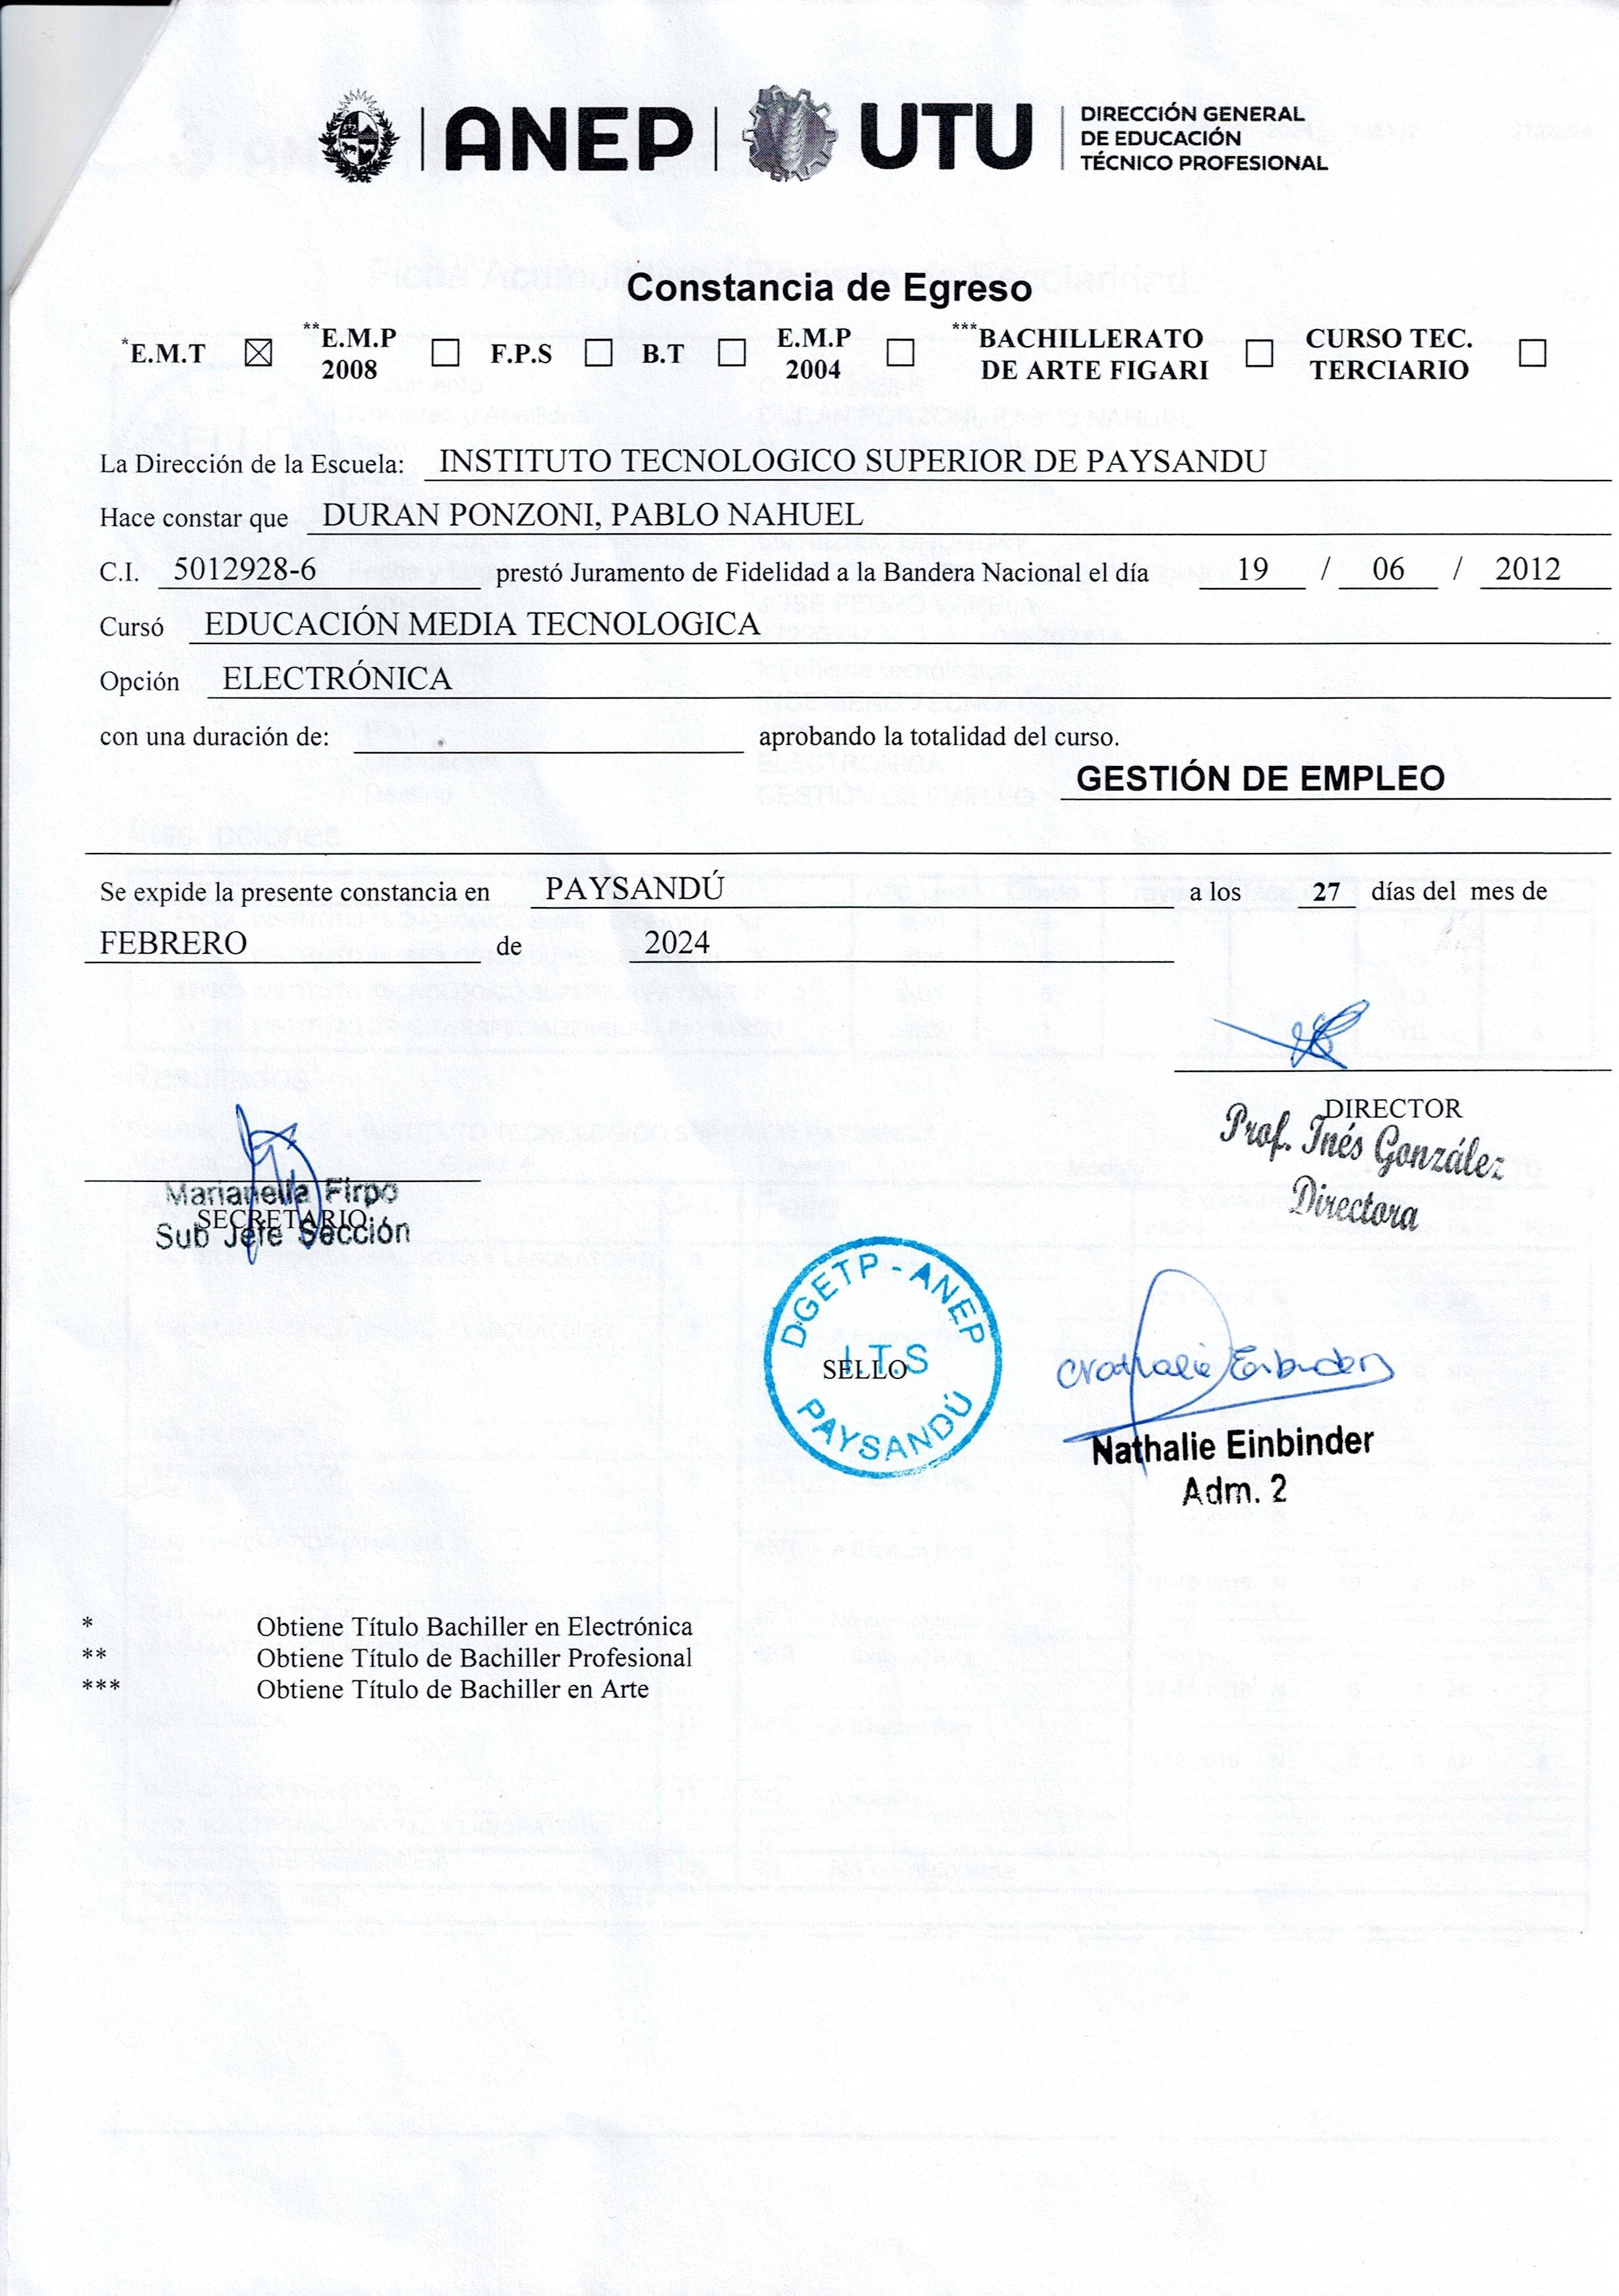 ANEP UTU DIRECCIÓN GENERAL
DE EDUCACIÓN
TÉCNICO PROFESIONAL
Constancia de Egreso
*E.M.T ☒ **E.M.P 2008 ☐ F.P.S ☐ B.T ☐ E.M.P 2004 ☐ ***BACHILLERATO DE ARTE FIGARI ☐ CURSO TEC. TERCIARIO ☐
La Dirección de la Escuela: INSTITUTO TECNOLOGICO SUPERIOR DE PAYSANDU
Hace constar que DURAN PONZONI, PABLO NAHUEL
C.I. 5012928-6 prestó Juramento de Fidelidad a la Bandera Nacional el día 19 / 06 / 2012
Cursó EDUCACIÓN MEDIA TECNOLOGICA
Opción ELECTRÓNICA
con una duración de: aprobando la totalidad del curso.
GESTIÓN DE EMPLEO
Se expide la presente constancia en PAYSANDÚ a los 27 días del mes de
FEBRERO de 2024
DIRECTOR
Prof. Inés González
Directora
Marianella Firpo
SECRETARIO
Sub Jefe Sección
DGETP - ANEP
I.T.S
SELLO
PAYSANDÚ
Nathalie Einbinder
Nathalie Einbinder
Adm. 2
* Obtiene Título Bachiller en Electrónica
** Obtiene Título de Bachiller Profesional
*** Obtiene Título de Bachiller en Arte